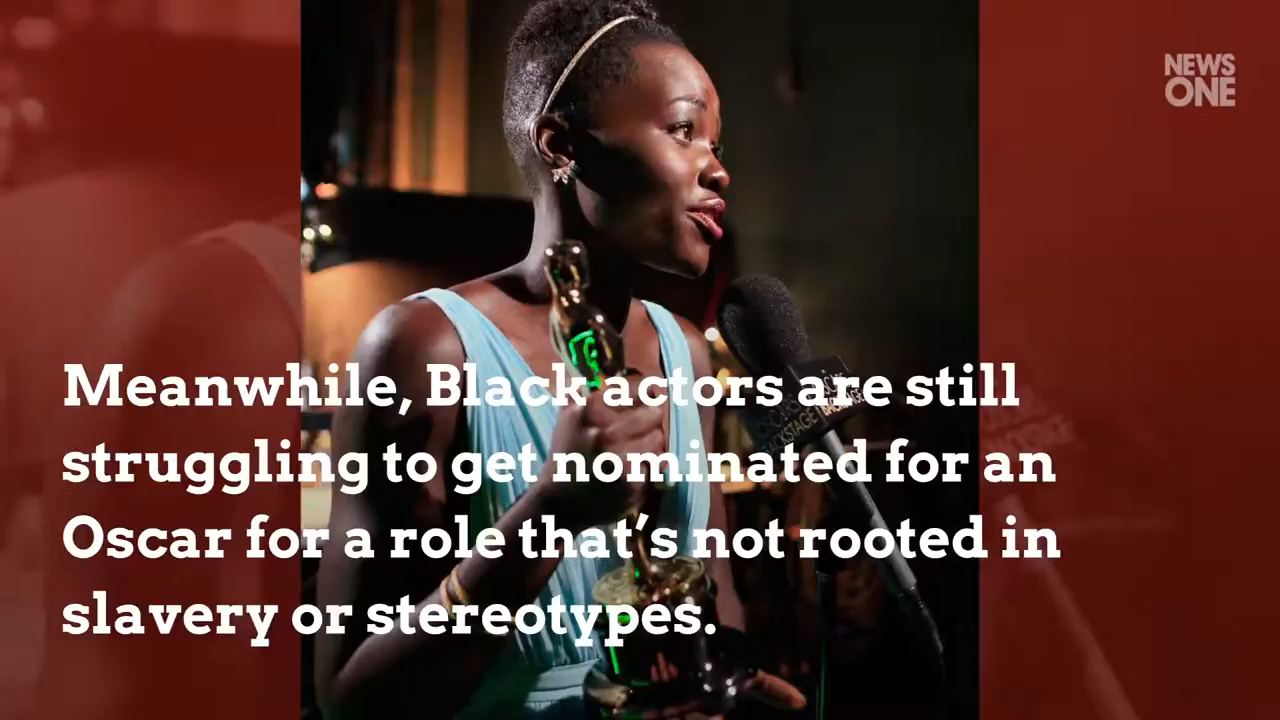 NEWS
ONE
Meanwhile, Black actors are still
struggling to get nominated for an
Oscar for a role that's not rooted in
slavery or stereotypes.
BACKSTAGE